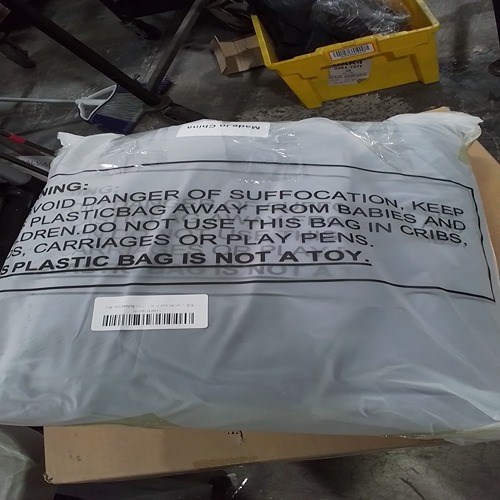 Made in China
NING:
VOID DANGER OF SUFFOCATION, KEEP
PLASTICBAG AWAY FROM BABIES AND
LDREN.DO NOT USE THIS BAG IN CRIBS,
S, CARRIAGES OR PLAY PENS.
S PLASTIC BAG IS NOT A TOY.